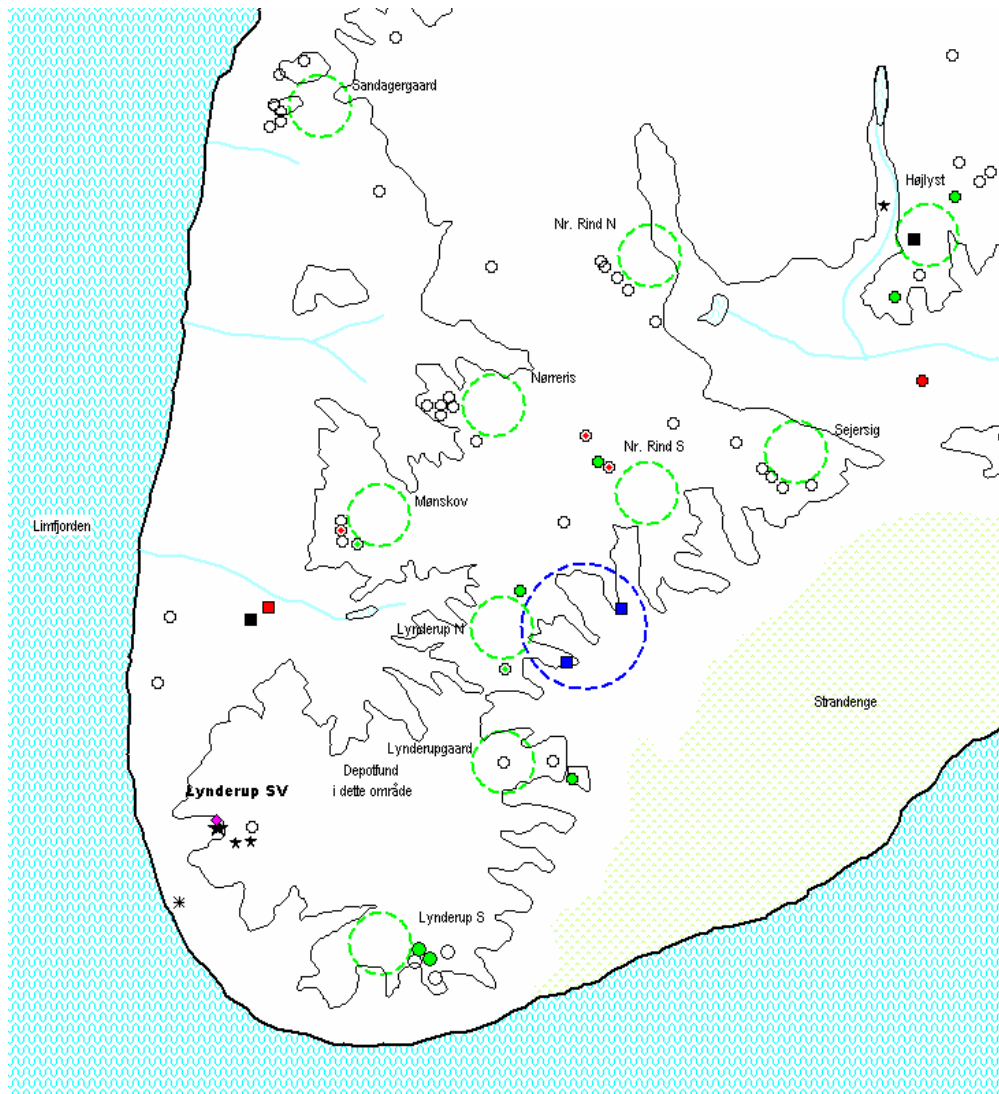 Sandagergaard
Højlyst
Nr. Rind N
Nørreris
Sejersig
Nr. Rind S
Mønskov
Limfjorden
Lynderup N
Strandenge
Lynderupgaard
Depotfund
i dette område
Lynderup SV
Lynderup S